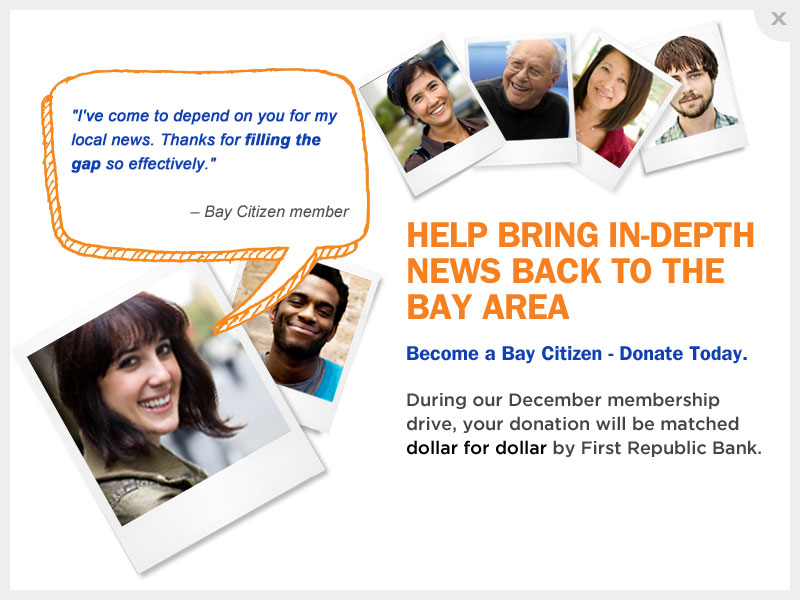 X
"I've come to depend on you for my
local news. Thanks for filling the
gap so effectively."
– Bay Citizen member
HELP BRING IN-DEPTH
NEWS BACK TO THE
BAY AREA
Become a Bay Citizen - Donate Today.
During our December membership
drive, your donation will be matched
dollar for dollar by First Republic Bank.